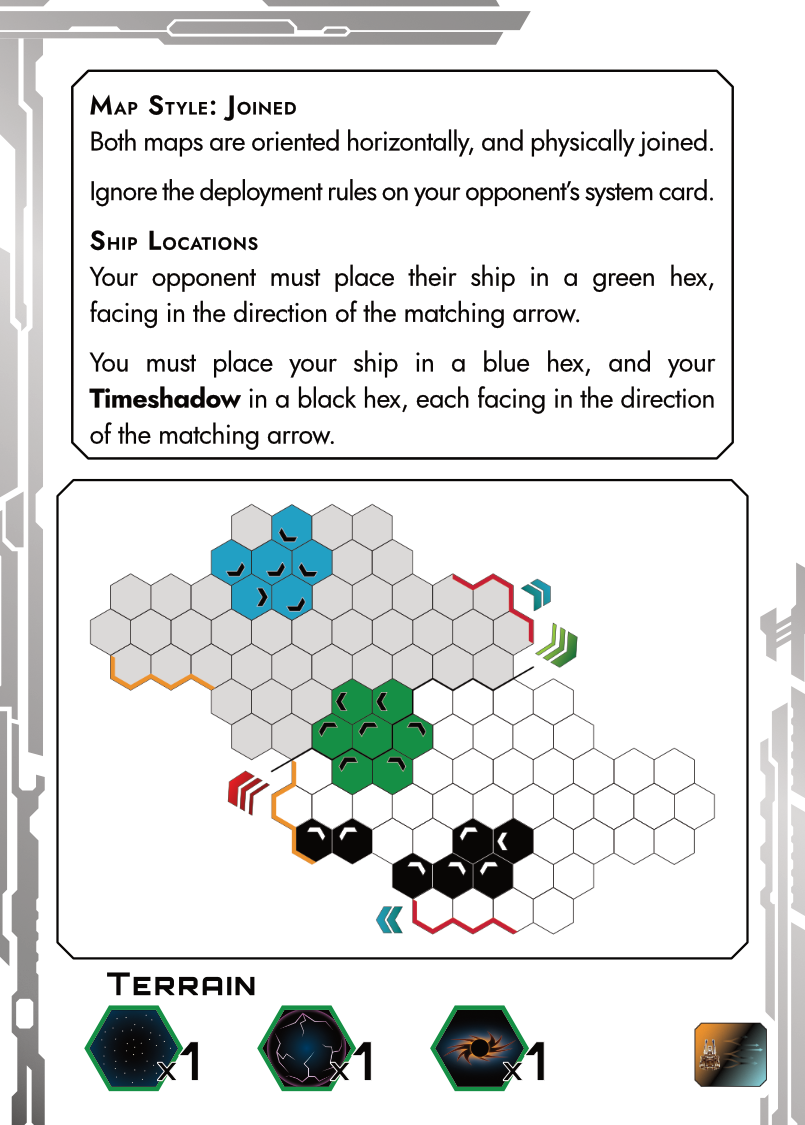 Map Style: Joined
Both maps are oriented horizontally, and physically joined.
Ignore the deployment rules on your opponent's system card.
Ship Locations
Your opponent must place their ship in a green hex,
facing in the direction of the matching arrow.
You must place your ship in a blue hex, and your
Timeshadow in a black hex, each facing in the direction
of the matching arrow.
Terrain
x1 x1 x1